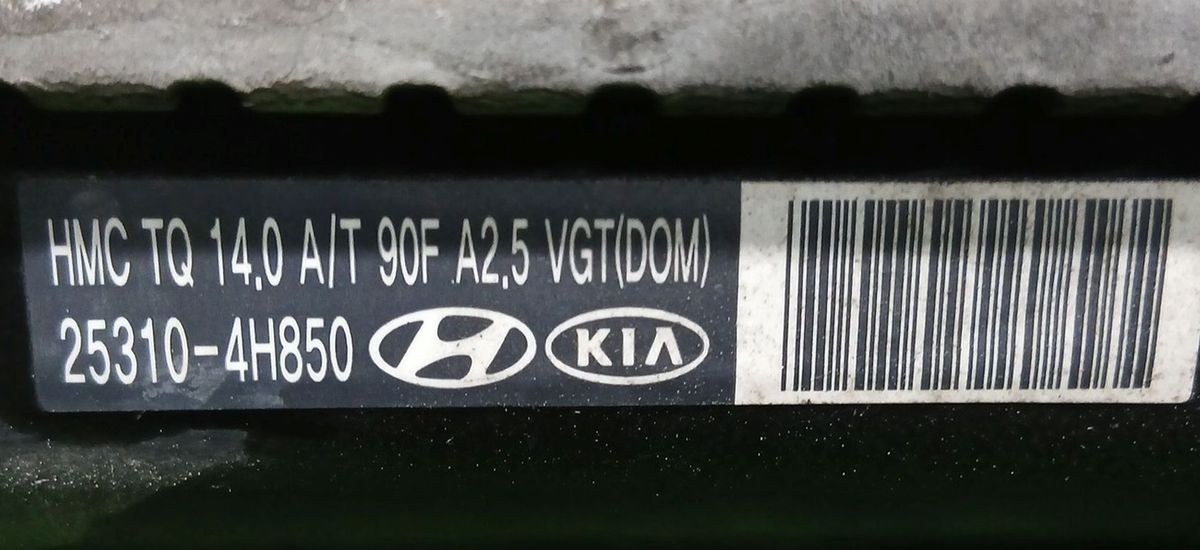 HMC TQ 14.0 A/T 90F A2.5 VGT(DOM)
25310-4H850 KIA